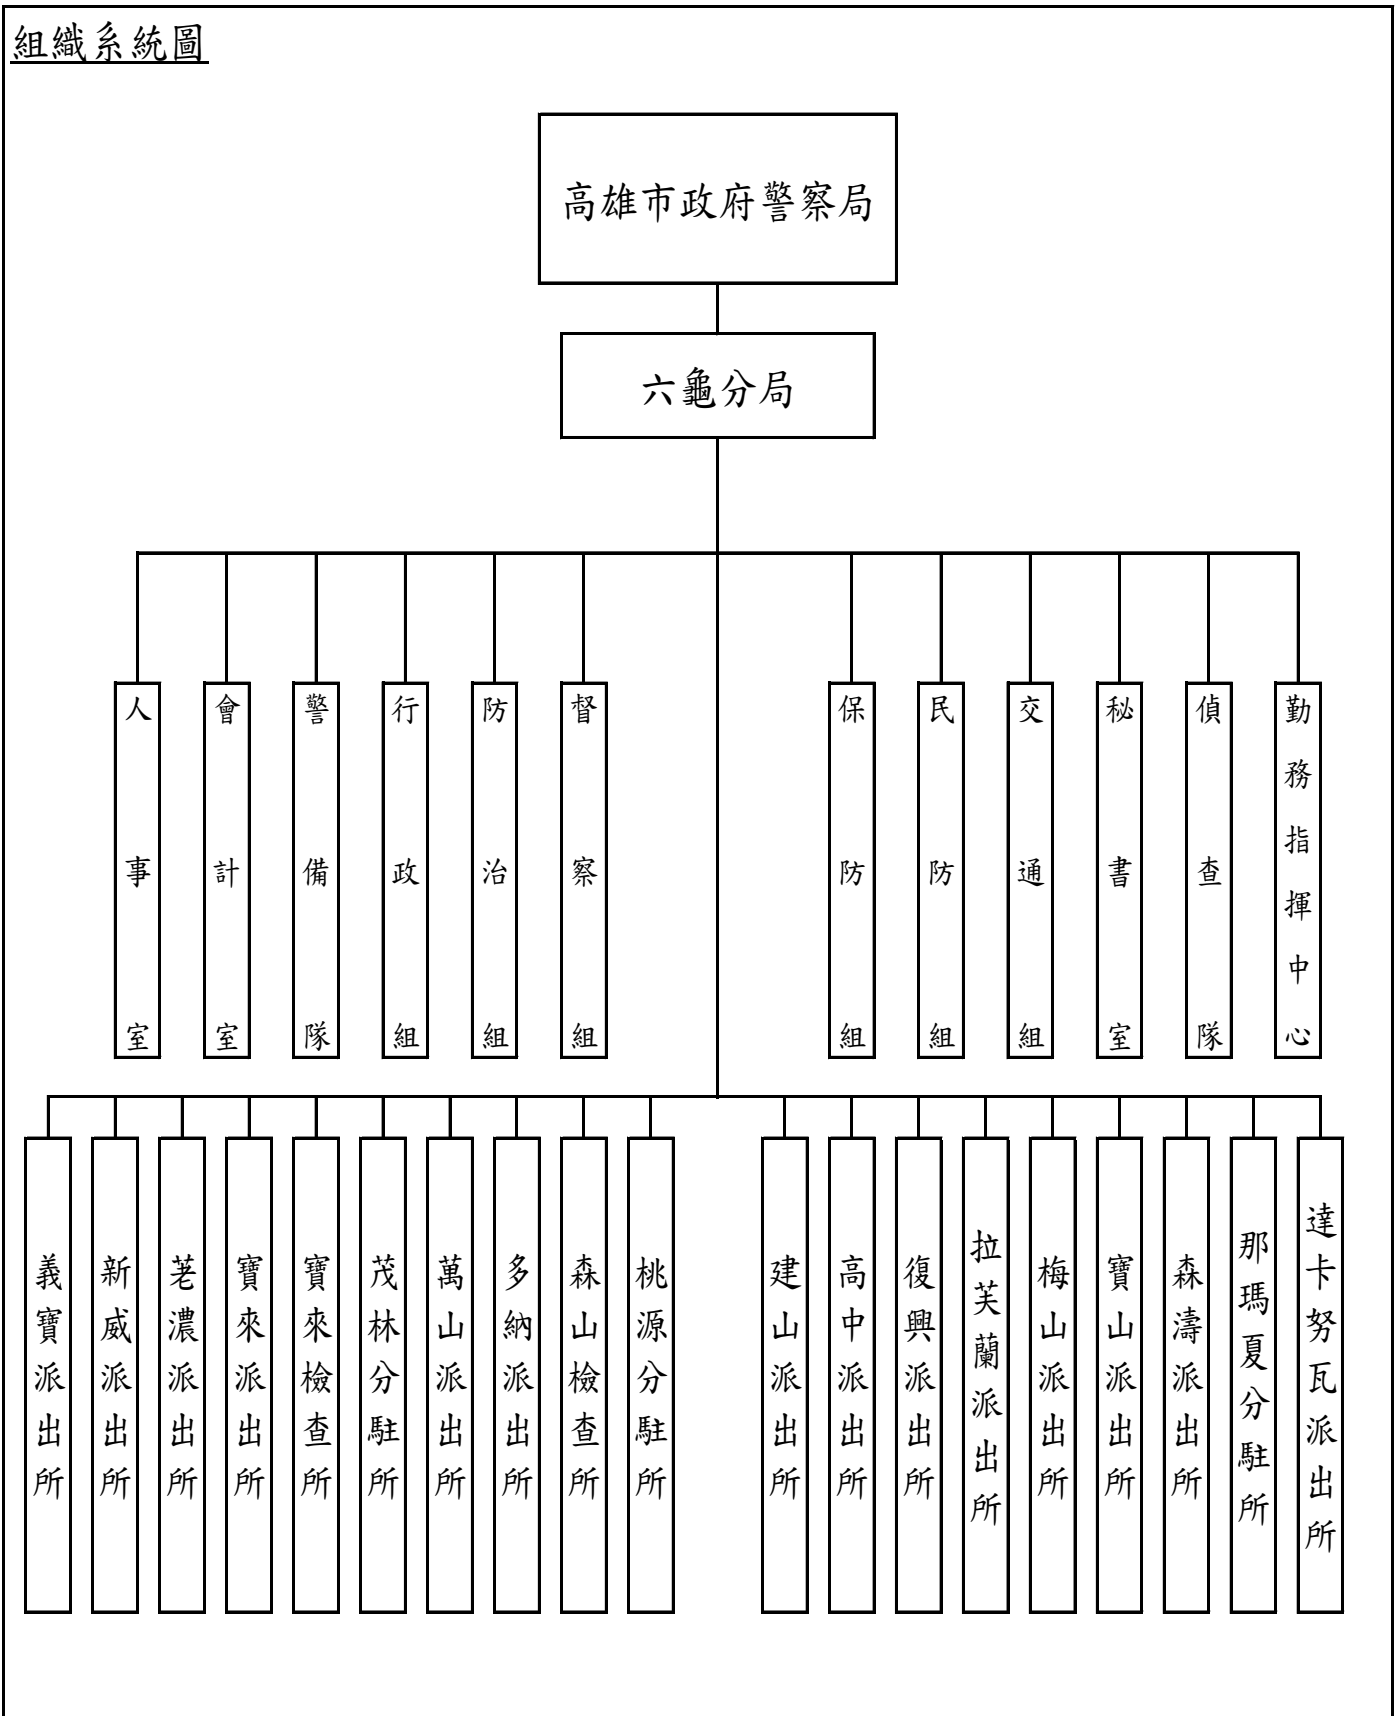 組織系統圖
高雄市政府警察局
六龜分局
人事室
會計室
警備隊
行政組
防治組
督察組
保防組
民防組
交通組
秘書室
偵查隊
勤務指揮中心
義寶派出所
新威派出所
荖濃派出所
寶來派出所
寶來檢查所
茂林分駐所
萬山派出所
多納派出所
森山檢查所
桃源分駐所
建山派出所
高中派出所
復興派出所
拉芙蘭派出所
梅山派出所
寶山派出所
森濤派出所
那瑪夏分駐所
達卡努瓦派出所